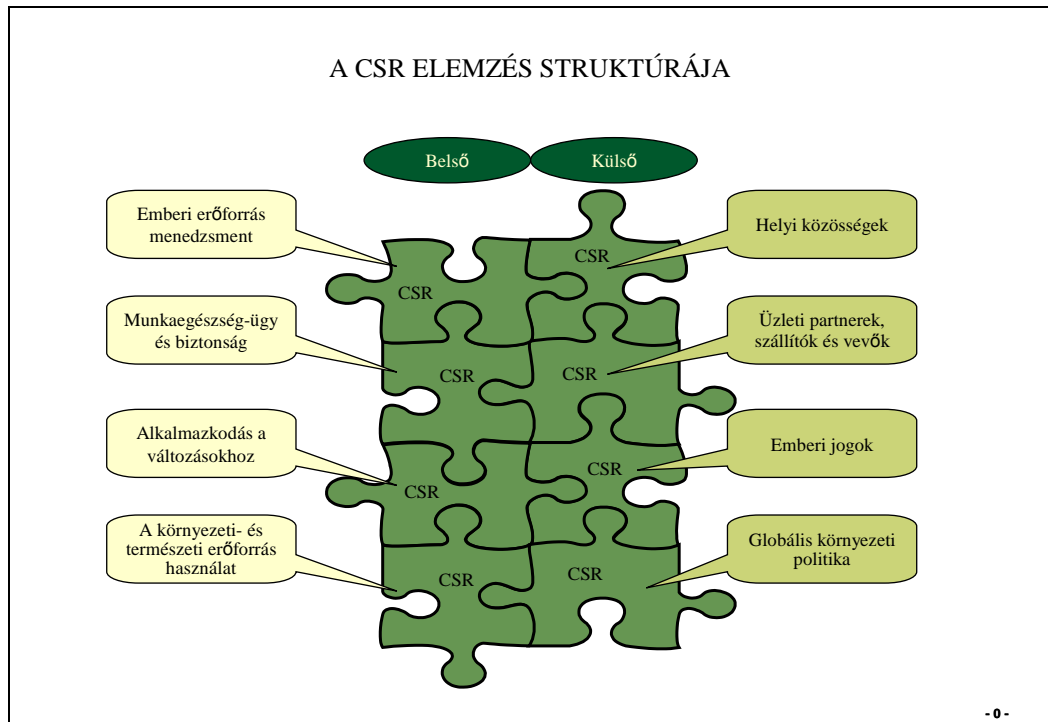 A CSR ELEMZÉS STRUKTÚRÁJA
Belső
Külső
Emberi erőforrás
menedzsment
Helyi közösségek
CSR
CSR
Munkaegészség-ügy
és biztonság
Üzleti partnerek,
szállítók és vevők
CSR
CSR
Alkalmazkodás a
változásokhoz
Emberi jogok
CSR
CSR
A környezeti- és
természeti erőforrás
használat
Globális környezeti
politika
CSR
CSR
- 0 -